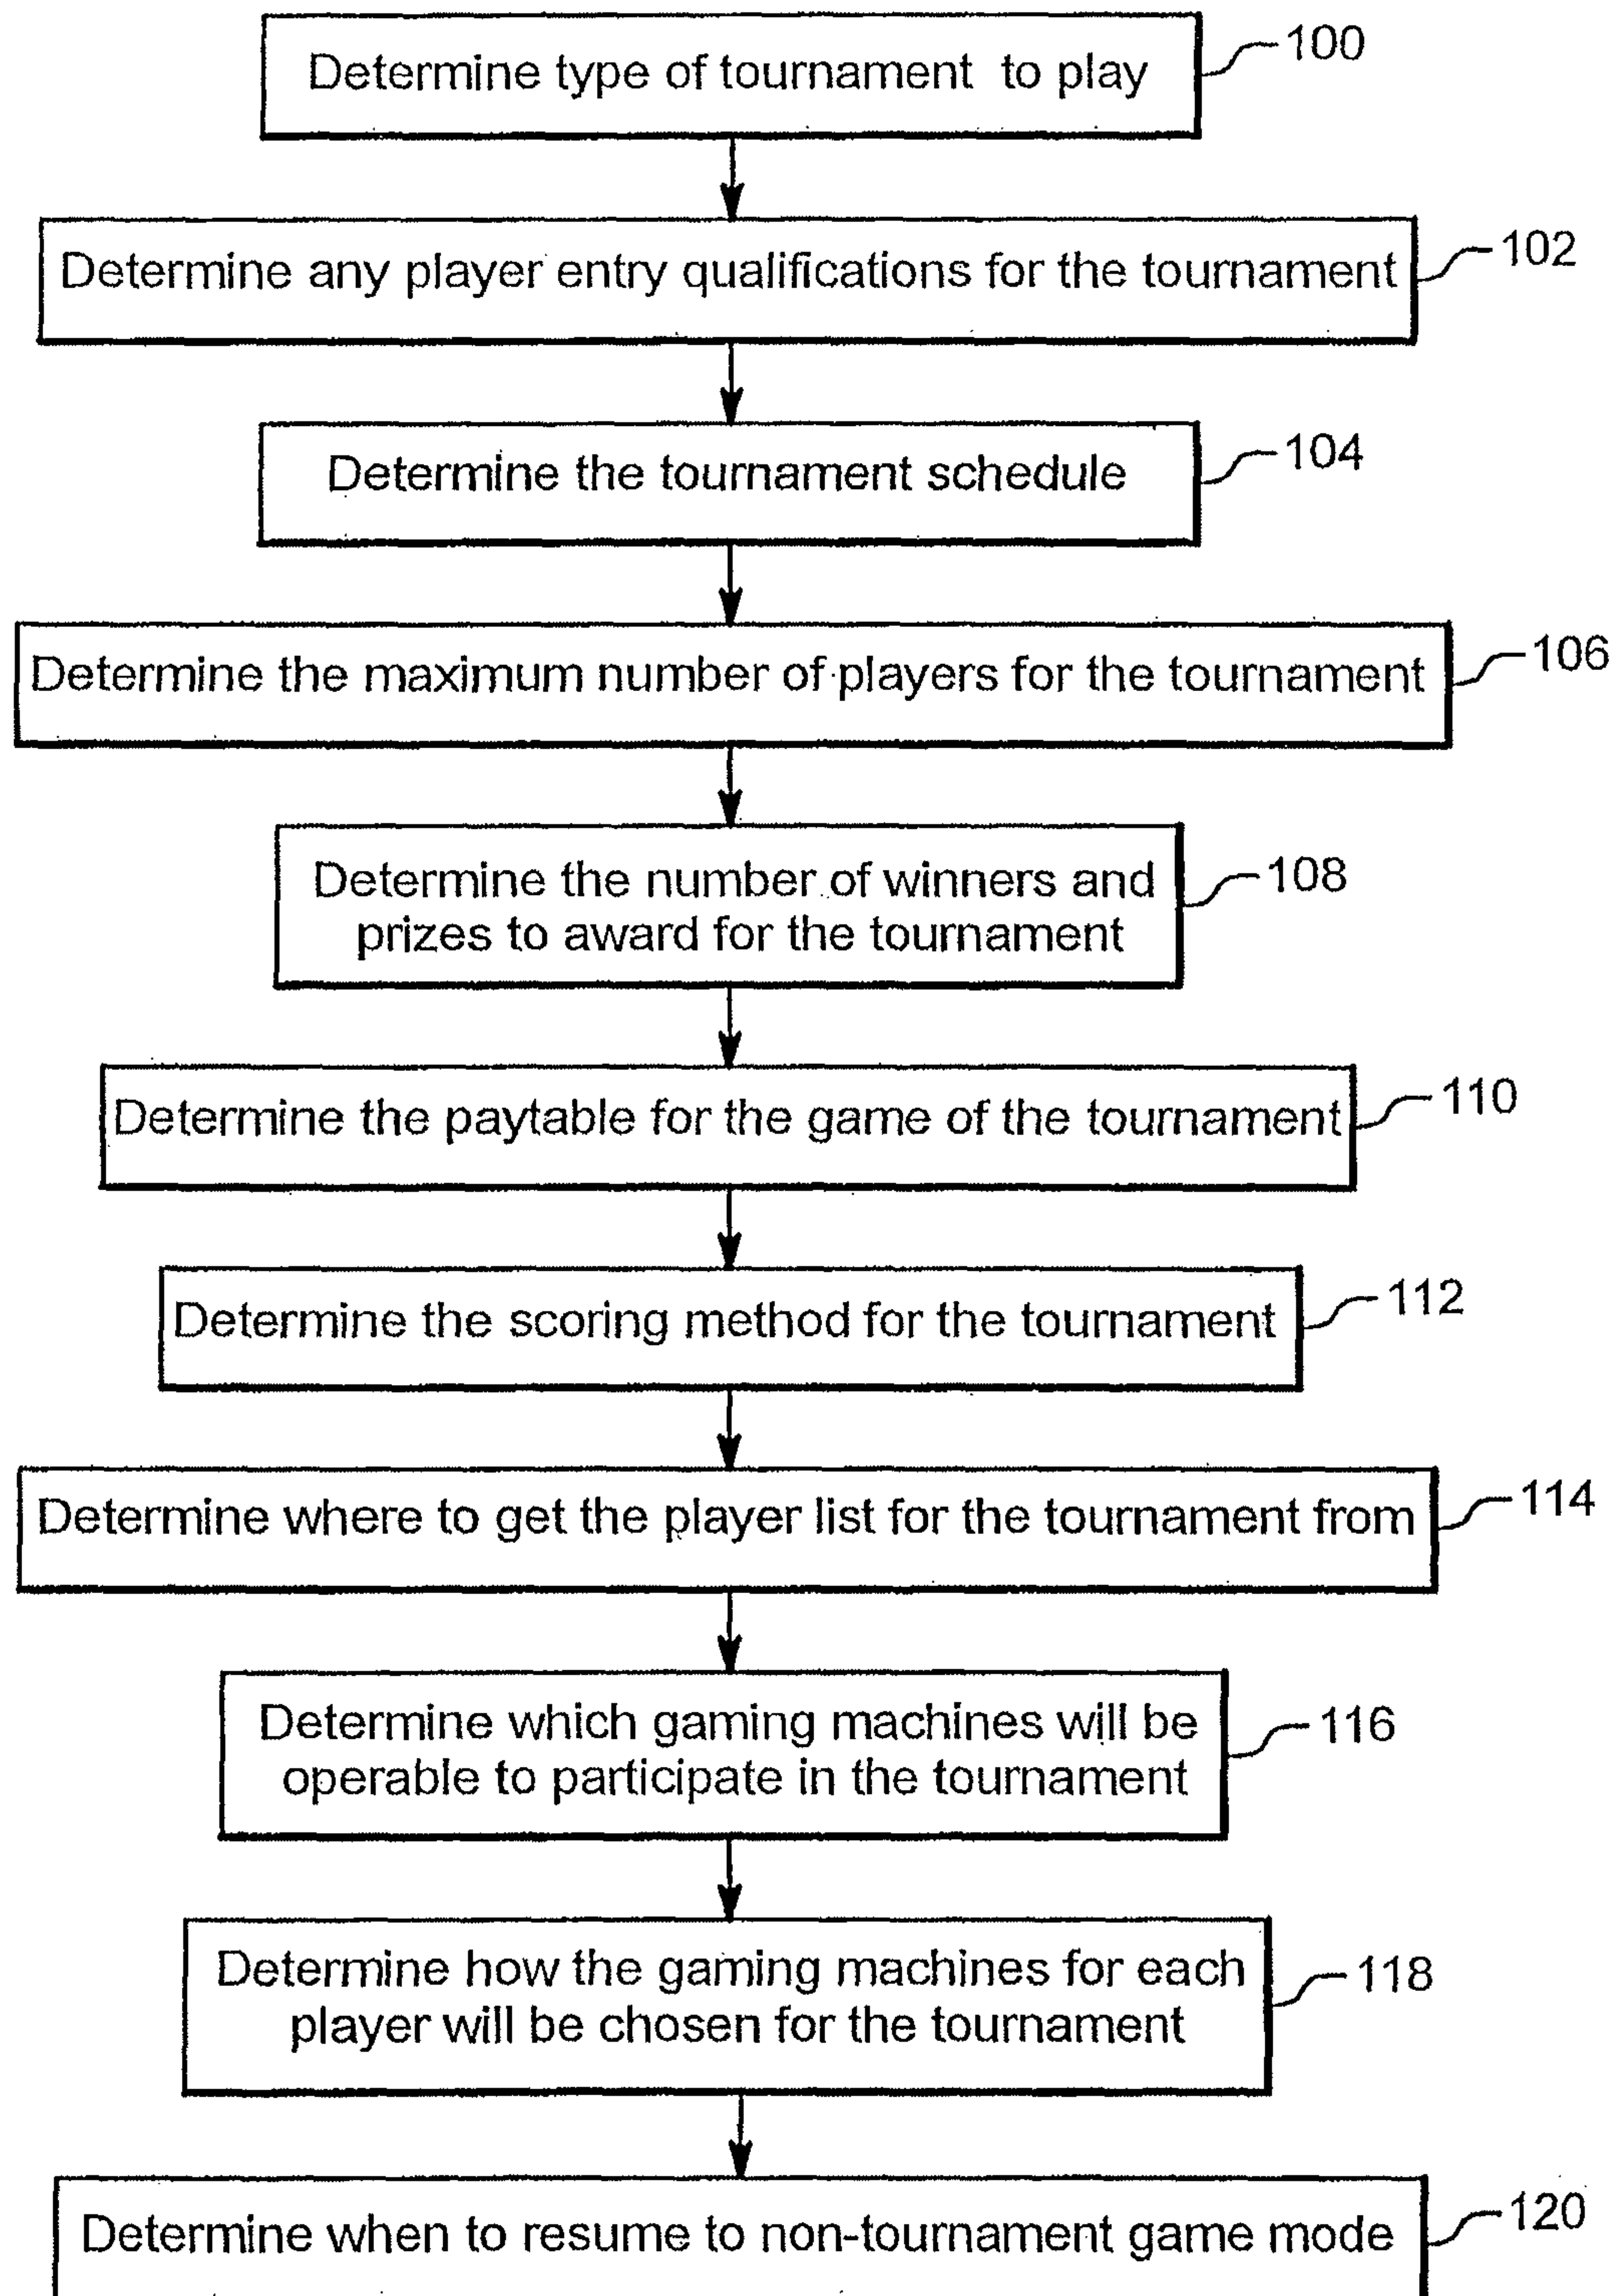 Determine type of tournament to play
100
Determine any player entry qualifications for the tournament
102
Determine the tournament schedule
104
Determine the maximum number of players for the tournament
106
Determine the number of winners and
prizes to award for the tournament
108
Determine the paytable for the game of the tournament
110
Determine the scoring method for the tournament
112
Determine where to get the player list for the tournament from
114
Determine which gaming machines will be
operable to participate in the tournament
116
Determine how the gaming machines for each
player will be chosen for the tournament
118
Determine when to resume to non-tournament game mode
120